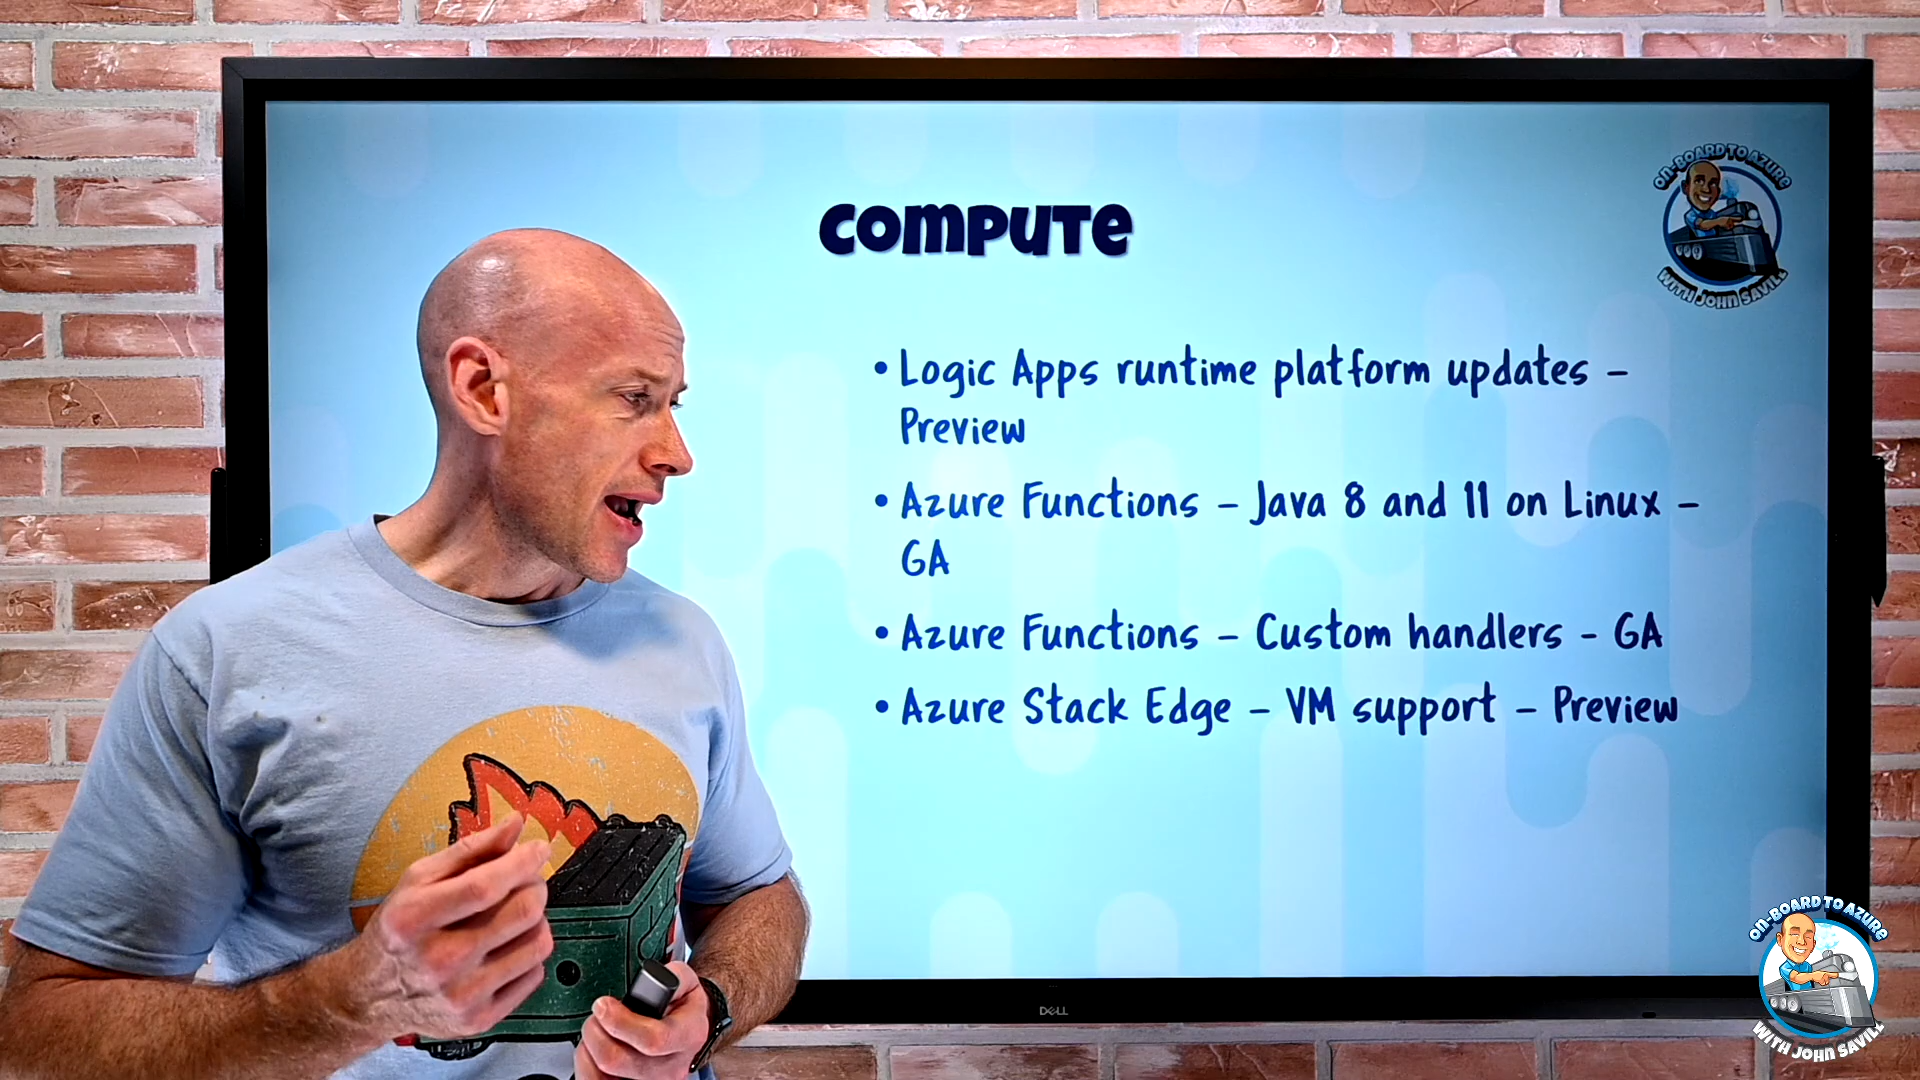 ON-BOARD TO AZURE
WITH JOHN SAVILL
COMPUTE
• Logic Apps runtime platform updates –
Preview
• Azure Functions – Java 8 and 11 on Linux –
GA
• Azure Functions – Custom handlers - GA
• Azure Stack Edge – VM support – Preview
DELL
ON-BOARD TO AZURE
WITH JOHN SAVILL